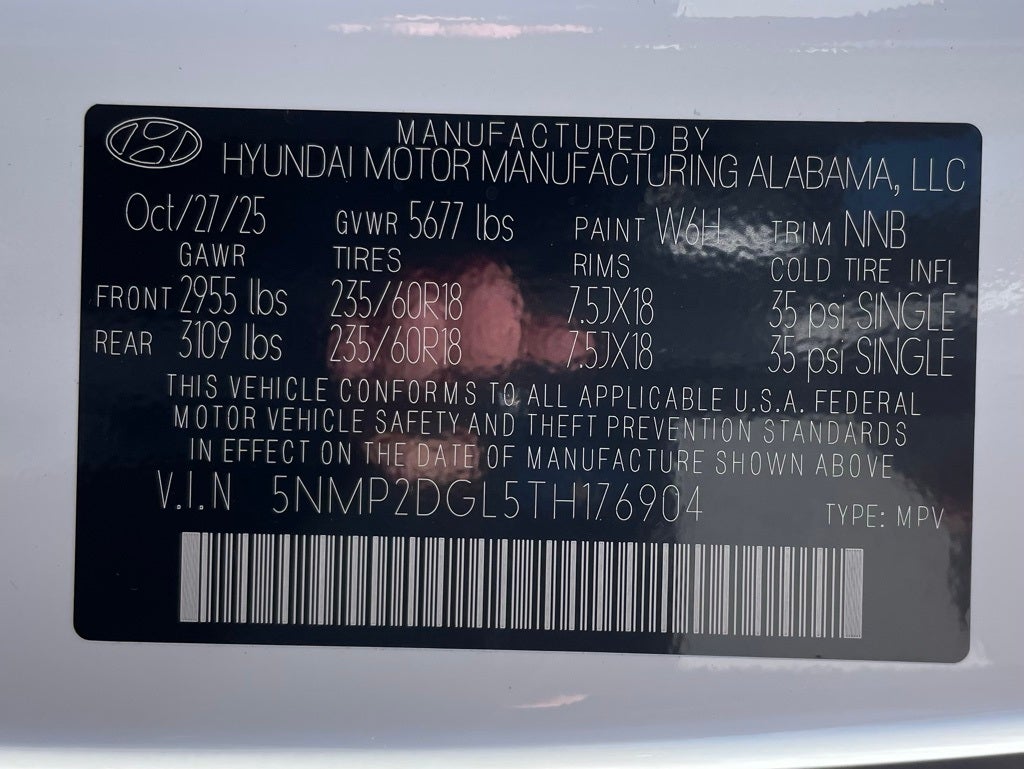 MANUFACTURED BY
HYUNDAI MOTOR MANUFACTURING ALABAMA, LLC
Oct/27/25 GVWR 5677 lbs PAINT W6H TRIM NNB
GAWR TIRES RIMS COLD TIRE INFL
FRONT 2955 lbs 235/60R18 7.5JX18 35 psi SINGLE
REAR 3109 lbs 235/60R18 7.5JX18 35 psi SINGLE
THIS VEHICLE CONFORMS TO ALL APPLICABLE U.S.A. FEDERAL
MOTOR VEHICLE SAFETY AND THEFT PREVENTION STANDARDS
IN EFFECT ON THE DATE OF MANUFACTURE SHOWN ABOVE
V.I.N 5NMP2DGL5TH176904 TYPE: MPV